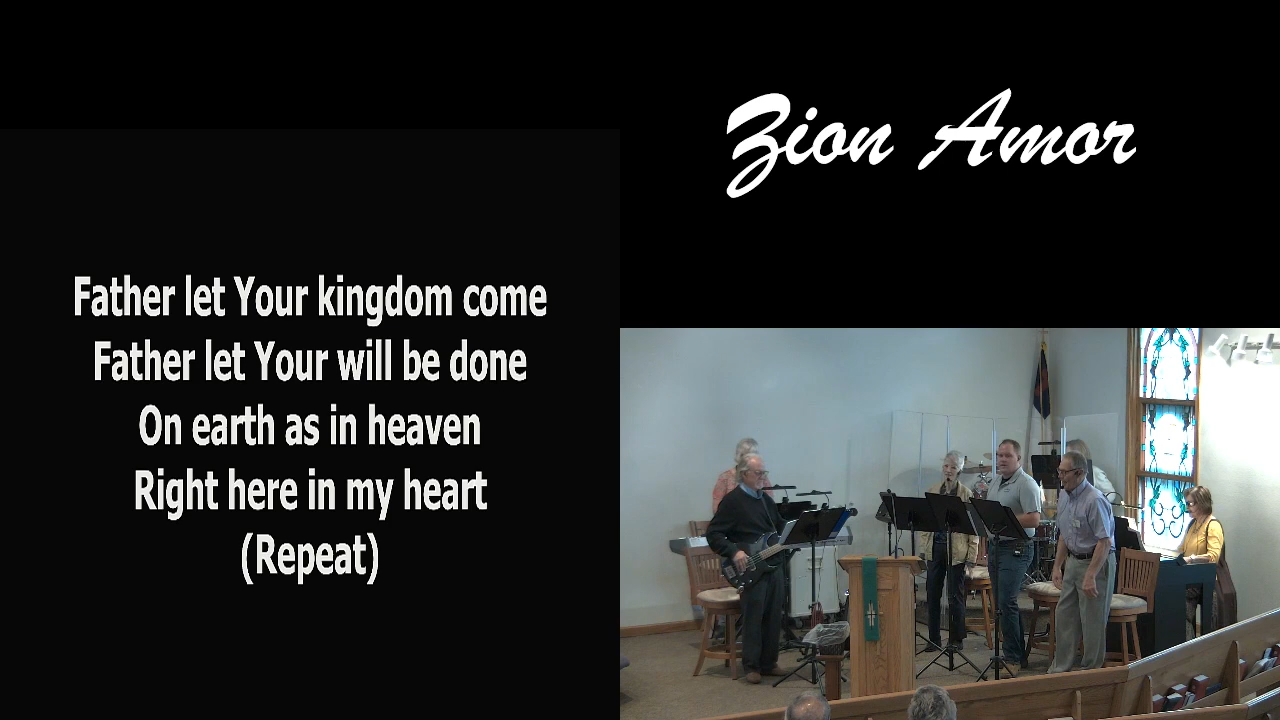 Zion Amor
Father let Your kingdom come
Father let Your will be done
On earth as in heaven
Right here in my heart
(Repeat)